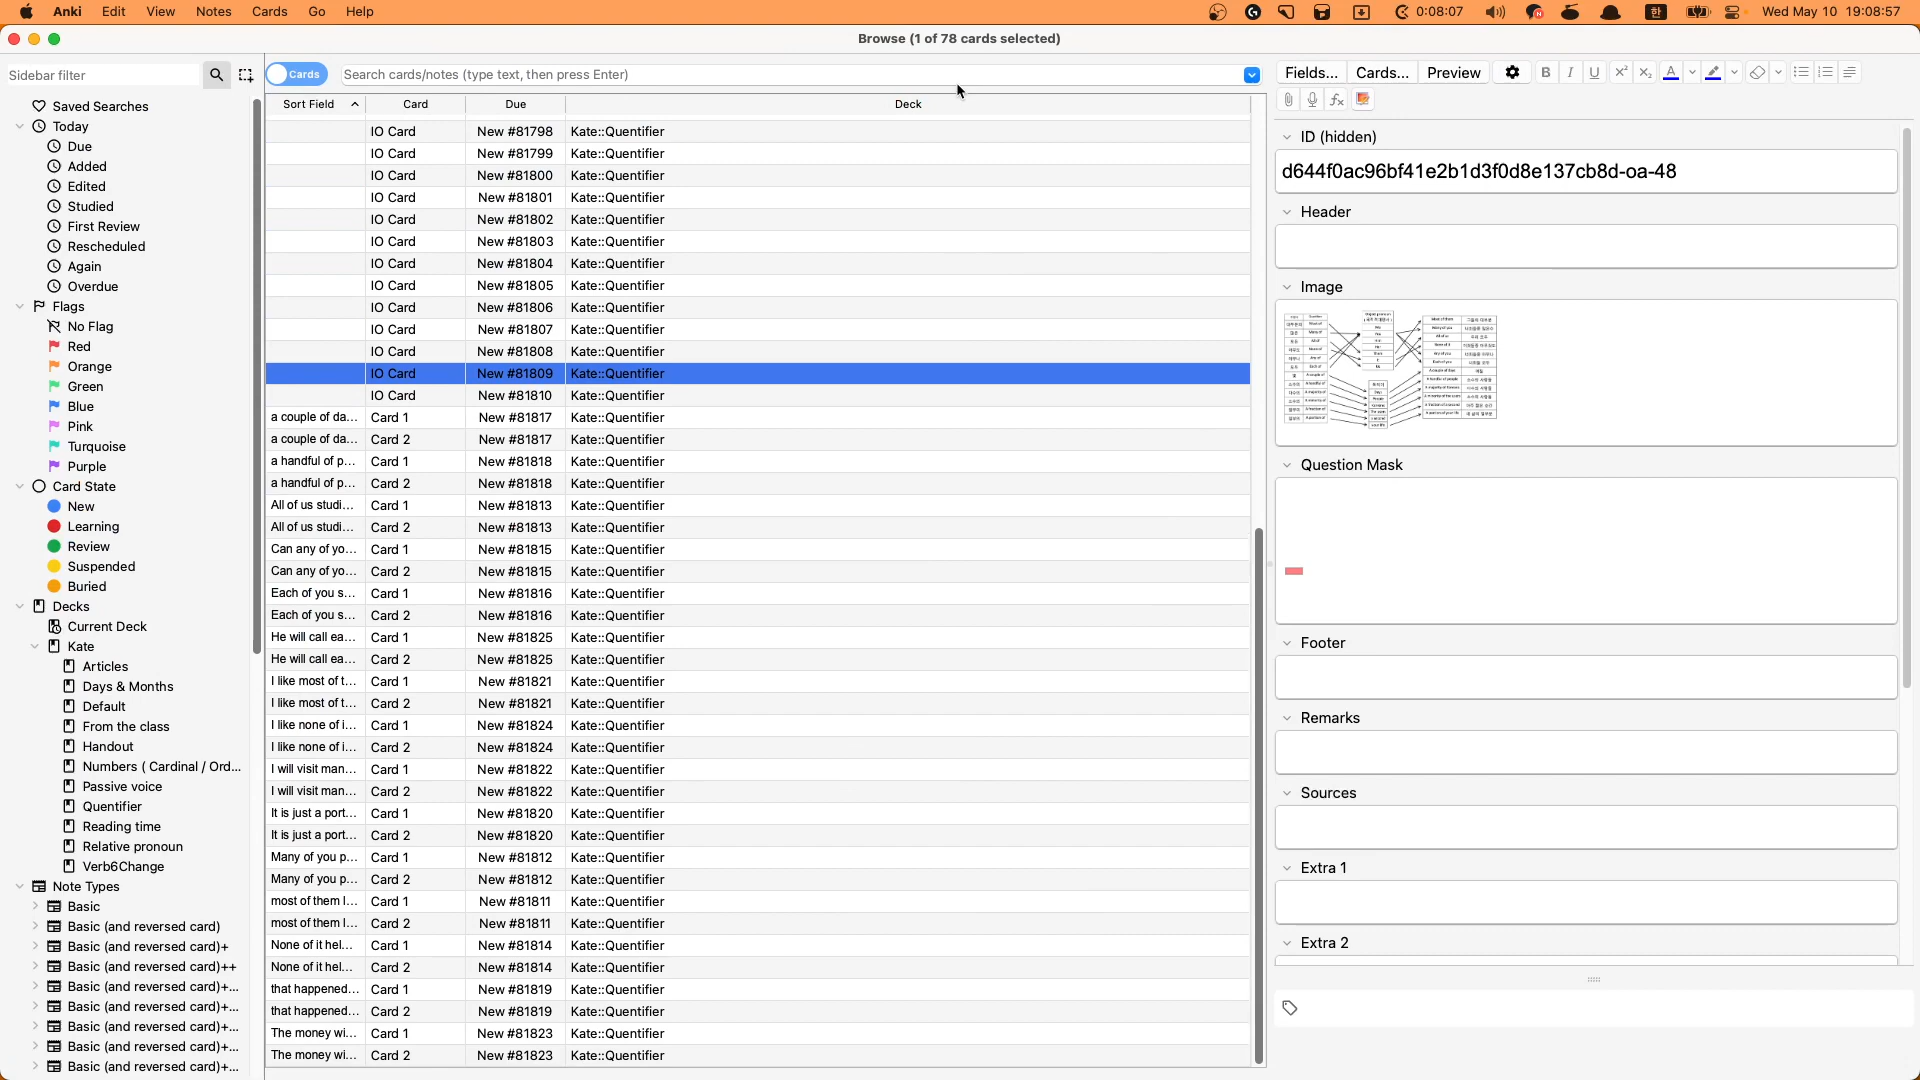 Anki Edit View Notes Cards Go Help
0:08:07 한 Wed May 10 19:08:57
Browse (1 of 78 cards selected)
Sidebar filter
Cards
Search cards/notes (type text, then press Enter)
Fields... Cards... Preview
Saved Searches
Today
Due
Added
Edited
Studied
First Review
Rescheduled
Again
Overdue
Flags
No Flag
Red
Orange
Green
Blue
Pink
Turquoise
Purple
Card State
New
Learning
Review
Suspended
Buried
Decks
Current Deck
Kate
Articles
Days & Months
Default
From the class
Handout
Numbers ( Cardinal / Ord...
Passive voice
Quentifier
Reading time
Relative pronoun
Verb6Change
Note Types
Basic
Basic (and reversed card)
Basic (and reversed card)+
Basic (and reversed card)++
Basic (and reversed card)+...
Basic (and reversed card)+...
Basic (and reversed card)+...
Basic (and reversed card)+...
Basic (and reversed card)+...
Sort Field Card Due Deck
IO Card New #81798 Kate::Quentifier
IO Card New #81799 Kate::Quentifier
IO Card New #81800 Kate::Quentifier
IO Card New #81801 Kate::Quentifier
IO Card New #81802 Kate::Quentifier
IO Card New #81803 Kate::Quentifier
IO Card New #81804 Kate::Quentifier
IO Card New #81805 Kate::Quentifier
IO Card New #81806 Kate::Quentifier
IO Card New #81807 Kate::Quentifier
IO Card New #81808 Kate::Quentifier
IO Card New #81809 Kate::Quentifier
IO Card New #81810 Kate::Quentifier
a couple of da... Card 1 New #81817 Kate::Quentifier
a couple of da... Card 2 New #81817 Kate::Quentifier
a handful of p... Card 1 New #81818 Kate::Quentifier
a handful of p... Card 2 New #81818 Kate::Quentifier
All of us studi... Card 1 New #81813 Kate::Quentifier
All of us studi... Card 2 New #81813 Kate::Quentifier
Can any of yo... Card 1 New #81815 Kate::Quentifier
Can any of yo... Card 2 New #81815 Kate::Quentifier
Each of you s... Card 1 New #81816 Kate::Quentifier
Each of you s... Card 2 New #81816 Kate::Quentifier
He will call ea... Card 1 New #81825 Kate::Quentifier
He will call ea... Card 2 New #81825 Kate::Quentifier
I like most of t... Card 1 New #81821 Kate::Quentifier
I like most of t... Card 2 New #81821 Kate::Quentifier
I like none of i... Card 1 New #81824 Kate::Quentifier
I like none of i... Card 2 New #81824 Kate::Quentifier
I will visit man... Card 1 New #81822 Kate::Quentifier
I will visit man... Card 2 New #81822 Kate::Quentifier
It is just a port... Card 1 New #81820 Kate::Quentifier
It is just a port... Card 2 New #81820 Kate::Quentifier
Many of you p... Card 1 New #81812 Kate::Quentifier
Many of you p... Card 2 New #81812 Kate::Quentifier
most of them l... Card 1 New #81811 Kate::Quentifier
most of them l... Card 2 New #81811 Kate::Quentifier
None of it hel... Card 1 New #81814 Kate::Quentifier
None of it hel... Card 2 New #81814 Kate::Quentifier
that happened... Card 1 New #81819 Kate::Quentifier
that happened... Card 2 New #81819 Kate::Quentifier
The money wi... Card 1 New #81823 Kate::Quentifier
The money wi... Card 2 New #81823 Kate::Quentifier
ID (hidden)
d644f0ac96bf41e2b1d3f0d8e137cb8d-oa-48
Header
Image
Question Mask
Footer
Remarks
Sources
Extra 1
Extra 2